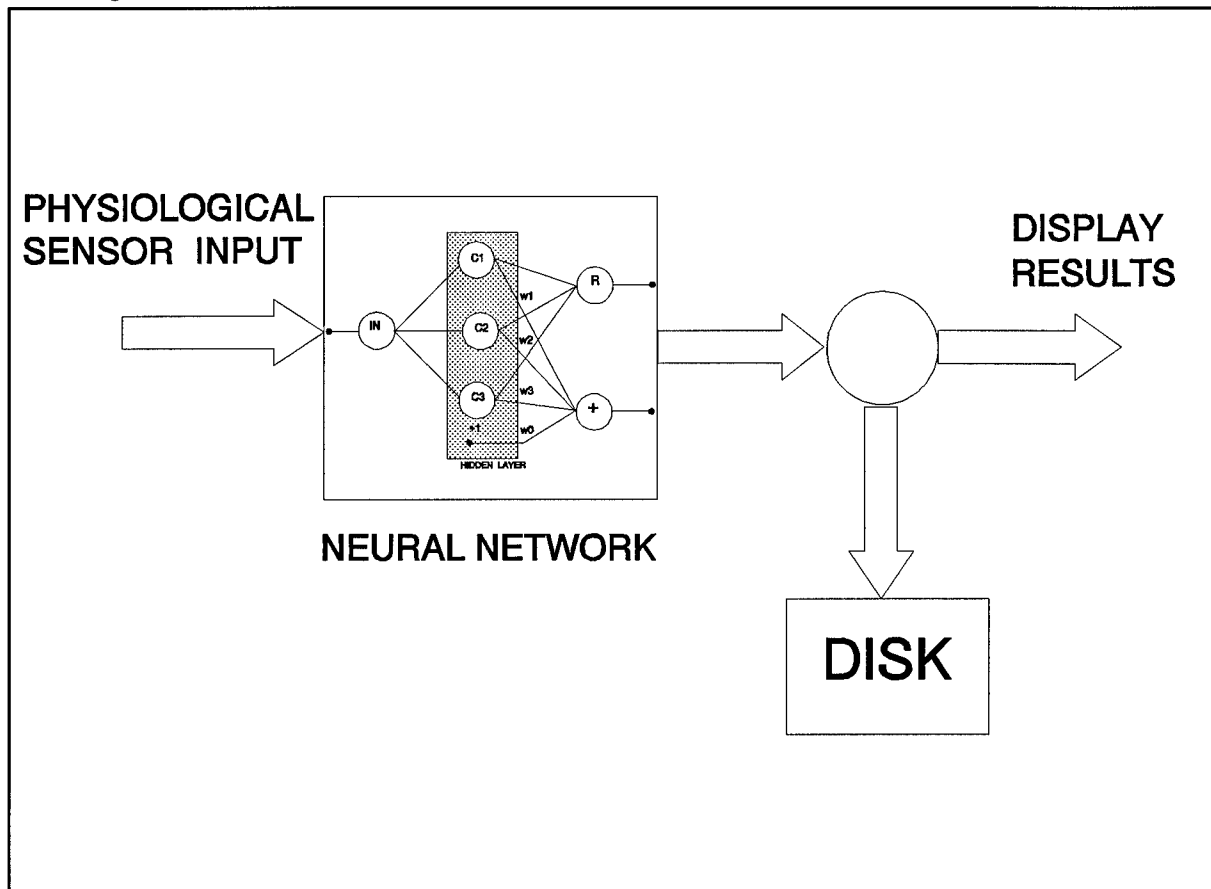 PHYSIOLOGICAL
SENSOR INPUT
DISPLAY
RESULTS
IN
C1
C2
C3
+1
w1
w2
w3
w0
R
+
HIDDEN LAYER
NEURAL NETWORK
DISK